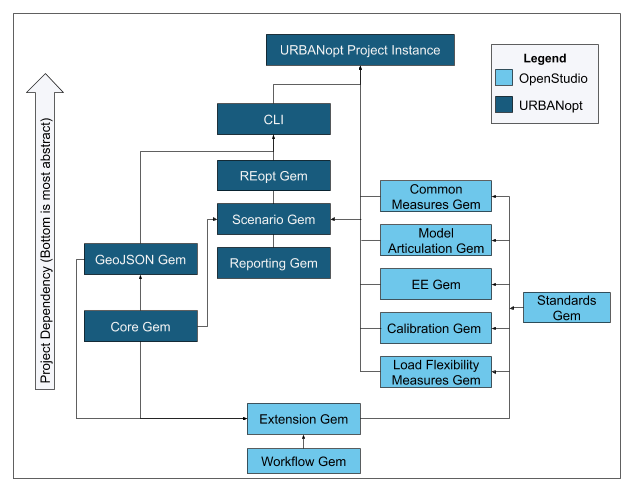 URBANopt Project Instance
Legend
OpenStudio
URBANopt
Project Dependency (Bottom is most abstract)
CLI
REopt Gem
Scenario Gem
Reporting Gem
GeoJSON Gem
Core Gem
Common
Measures Gem
Model
Articulation Gem
EE Gem
Calibration Gem
Load Flexibility
Measures Gem
Standards
Gem
Extension Gem
Workflow Gem